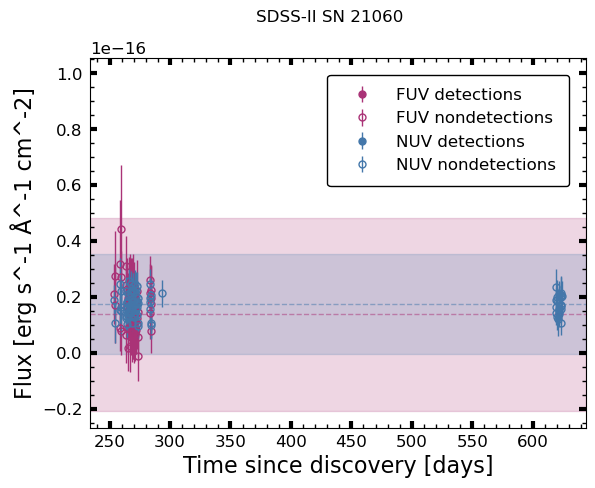 SDSS-II SN 21060
1e−16
Flux [erg s^-1 Å^-1 cm^-2]
1.0
0.8
0.6
0.4
0.2
0.0
−0.2
FUV detections
FUV nondetections
NUV detections
NUV nondetections
250 300 350 400 450 500 550 600
Time since discovery [days]